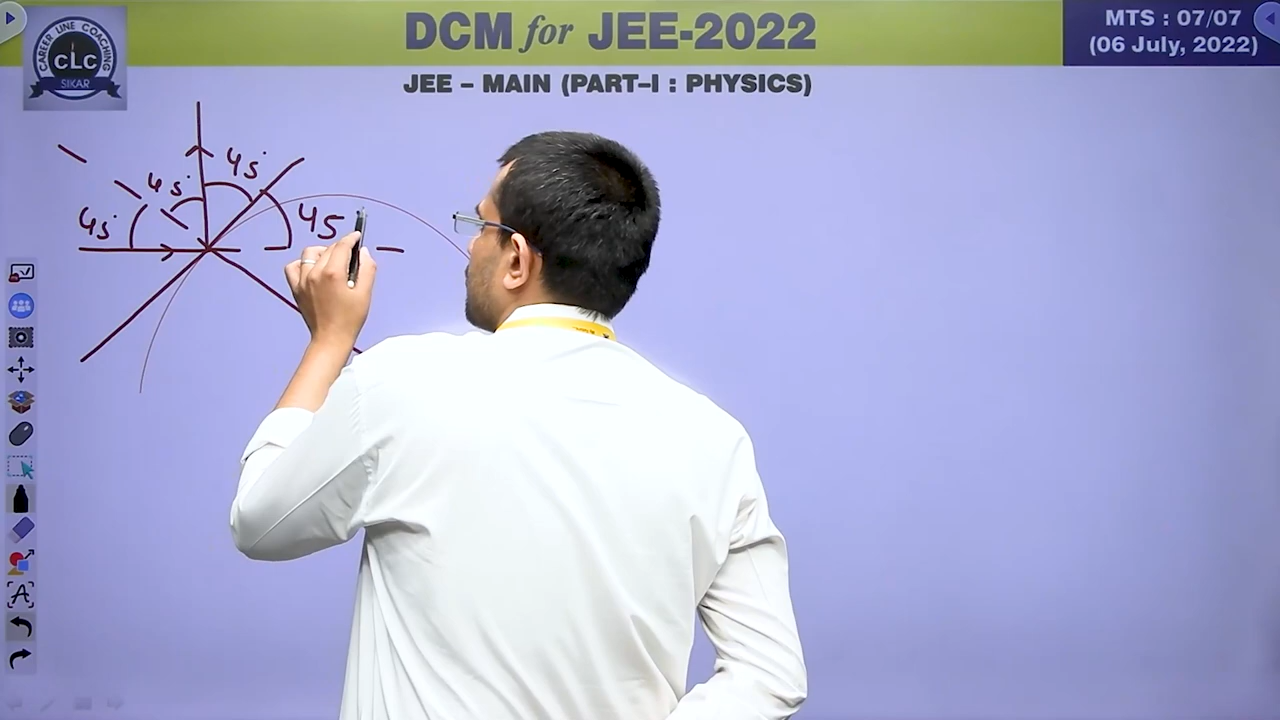 DCM for JEE-2022
MTS : 07/07
(06 July, 2022)
CAREER LINE COACHING
CLC
SIKAR
JEE – MAIN (PART–I : PHYSICS)
45°
45°
45°
45